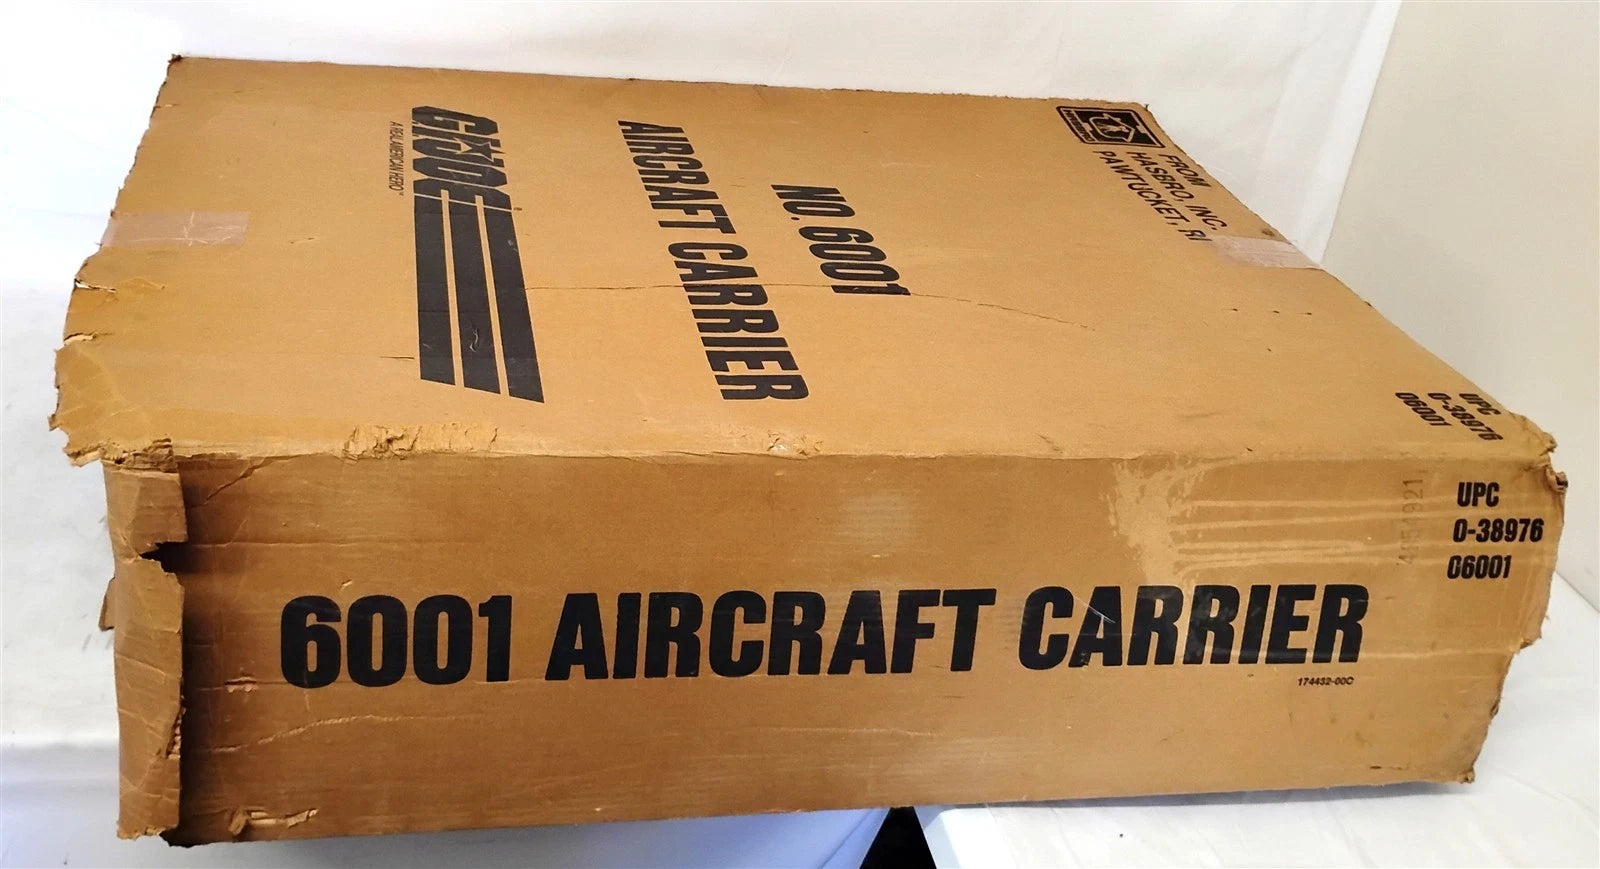 G.I.JOE
A REAL AMERICAN HERO™
NO. 6001
AIRCRAFT CARRIER
FROM
HASBRO, INC.
PAWTUCKET, RI
UPC
0-38976
06001
UPC
0-38976
06001
6001 AIRCRAFT CARRIER
174432-00C